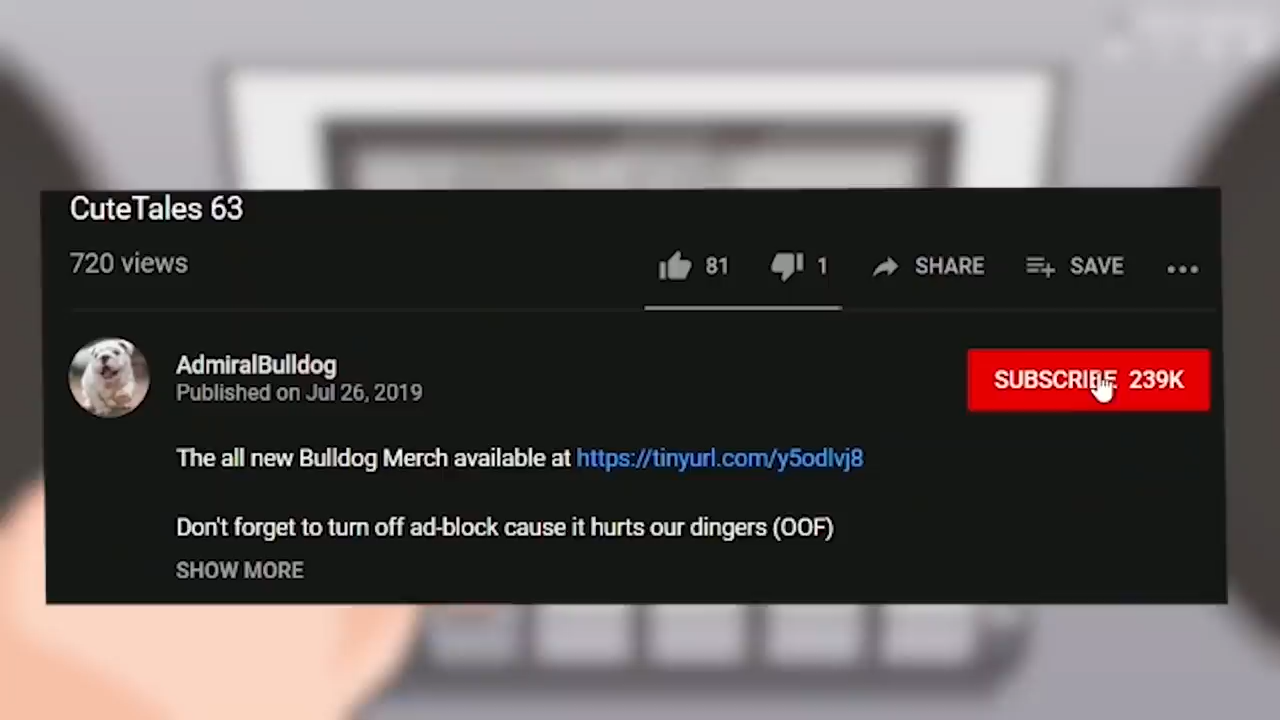 CuteTales 63
720 views
81
1
SHARE
SAVE
AdmiralBulldog
Published on Jul 26, 2019
SUBSCRIBE 239K
The all new Bulldog Merch available at https://tinyurl.com/y5odlvj8
Don't forget to turn off ad-block cause it hurts our dingers (OOF)
SHOW MORE